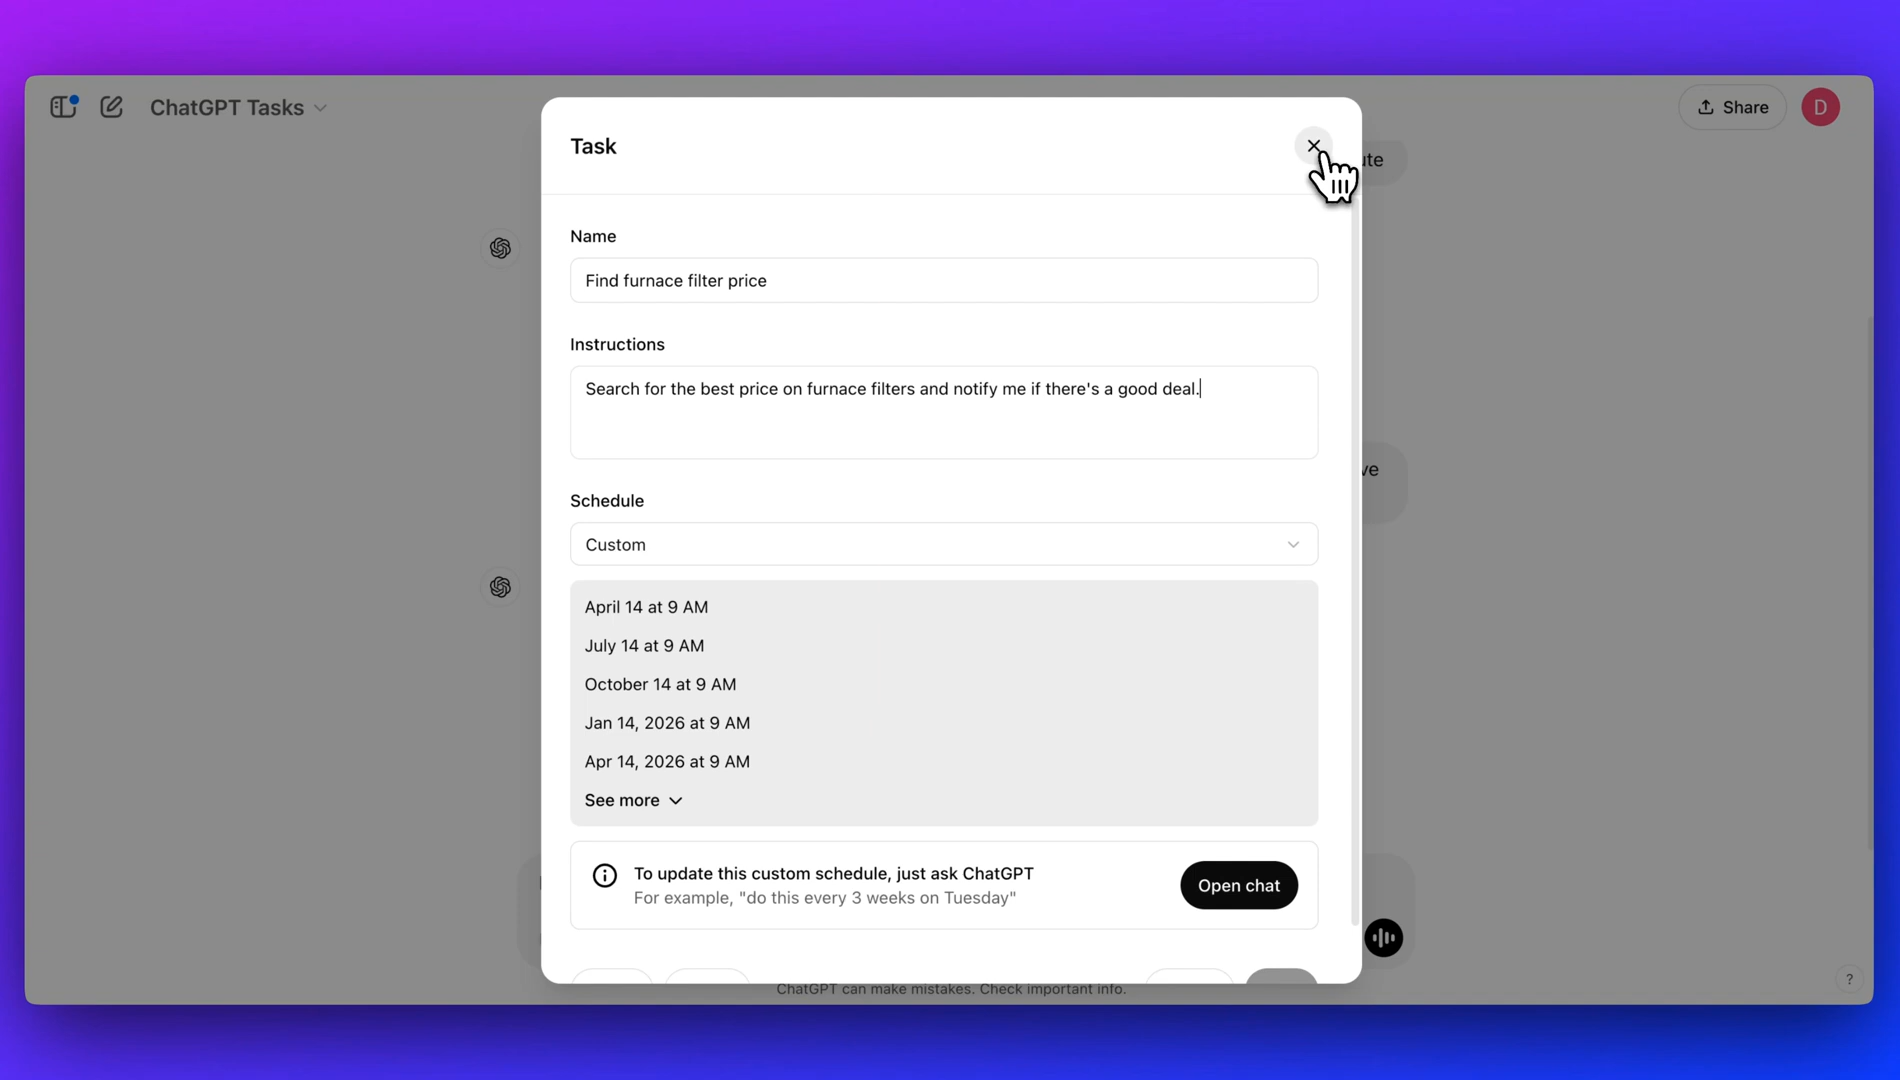 ChatGPT Tasks
Share
D
Task
Name
Find furnace filter price
Instructions
Search for the best price on furnace filters and notify me if there's a good deal.
Schedule
Custom
April 14 at 9 AM
July 14 at 9 AM
October 14 at 9 AM
Jan 14, 2026 at 9 AM
Apr 14, 2026 at 9 AM
See more
To update this custom schedule, just ask ChatGPT
For example, "do this every 3 weeks on Tuesday"
Open chat
ChatGPT can make mistakes. Check important info.
?